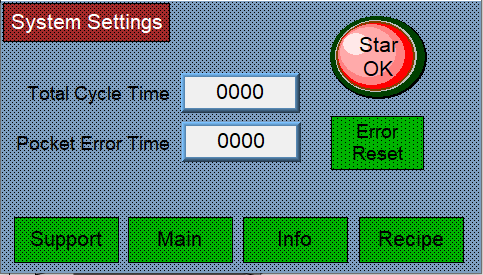 System Settings
Star
OK
Total Cycle Time
0000
Pocket Error Time
0000
Error
Reset
Support
Main
Info
Recipe